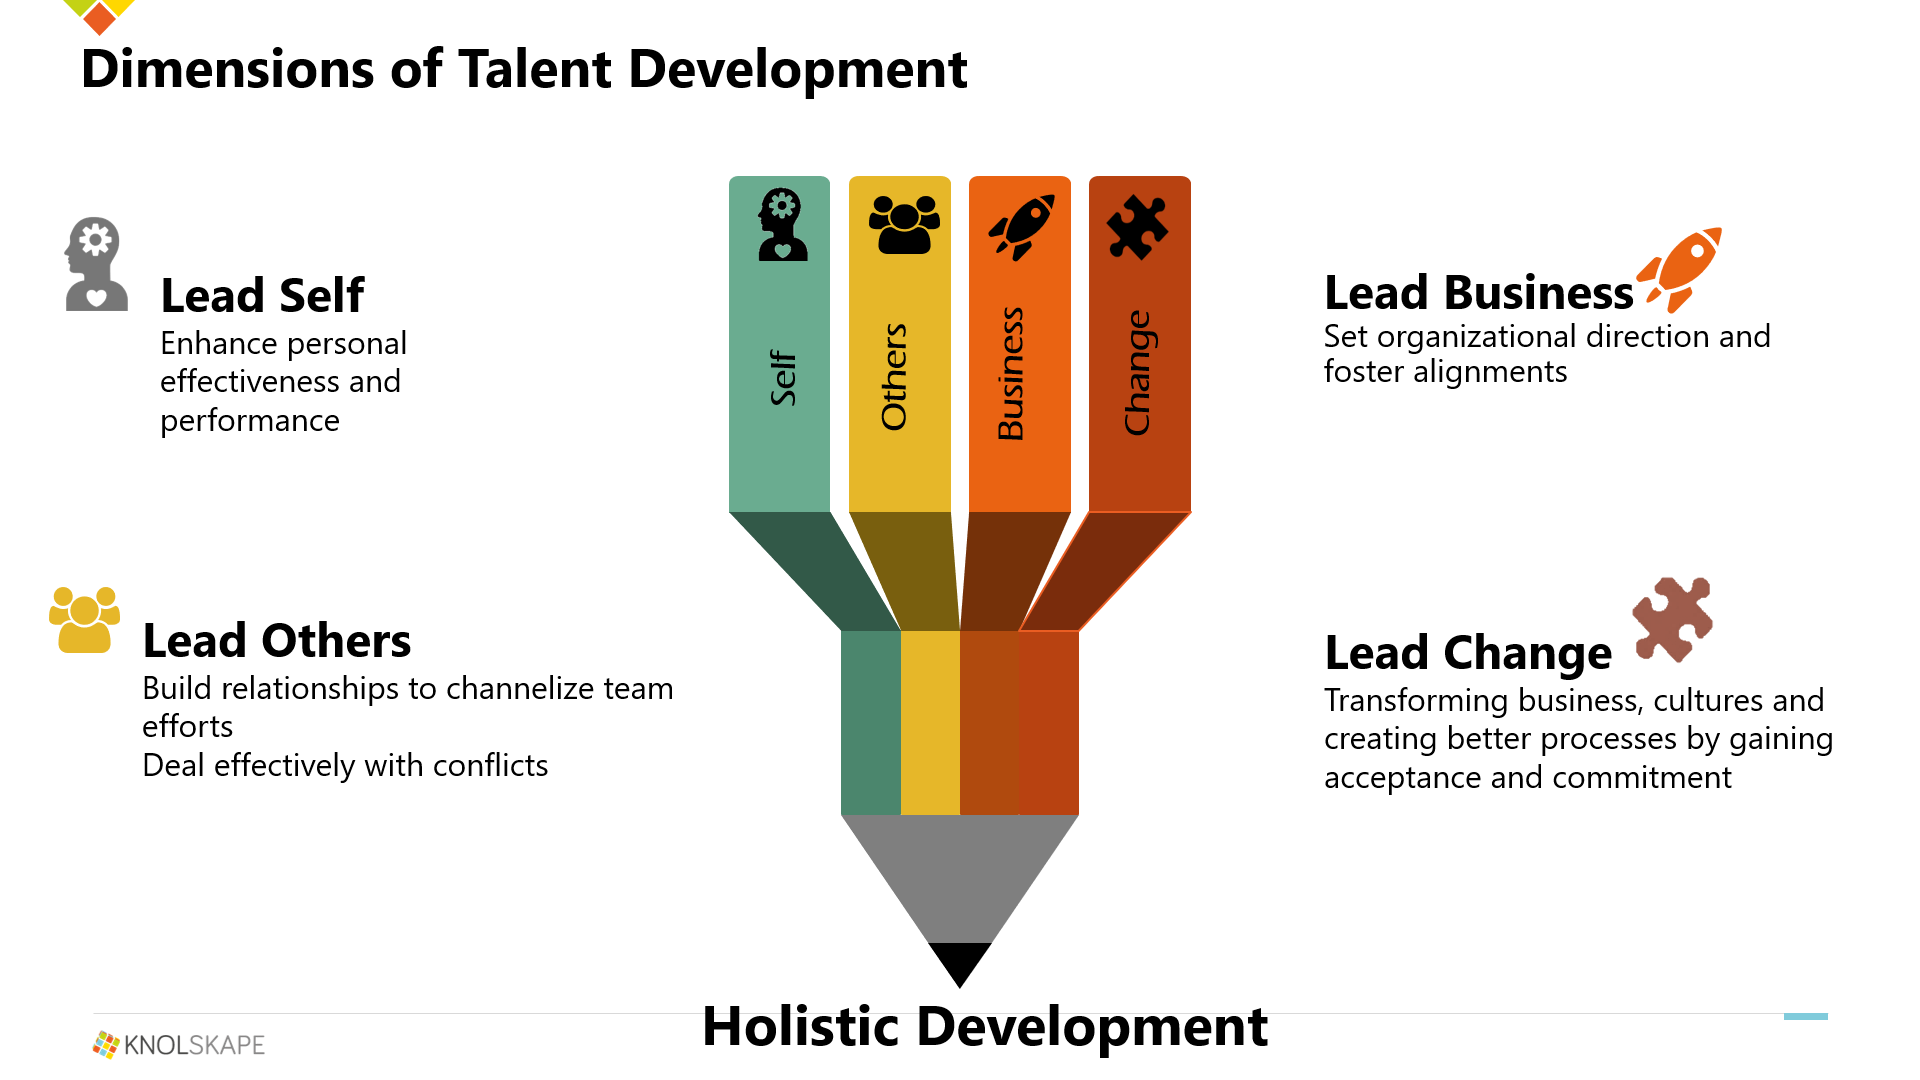 Dimensions of Talent Development
Lead Self
Enhance personal
effectiveness and
performance
Lead Others
Build relationships to channelize team
efforts
Deal effectively with conflicts
Self
Others
Business
Change
Lead Business
Set organizational direction and
foster alignments
Lead Change
Transforming business, cultures and
creating better processes by gaining
acceptance and commitment
Holistic Development
KNOLSKAPE